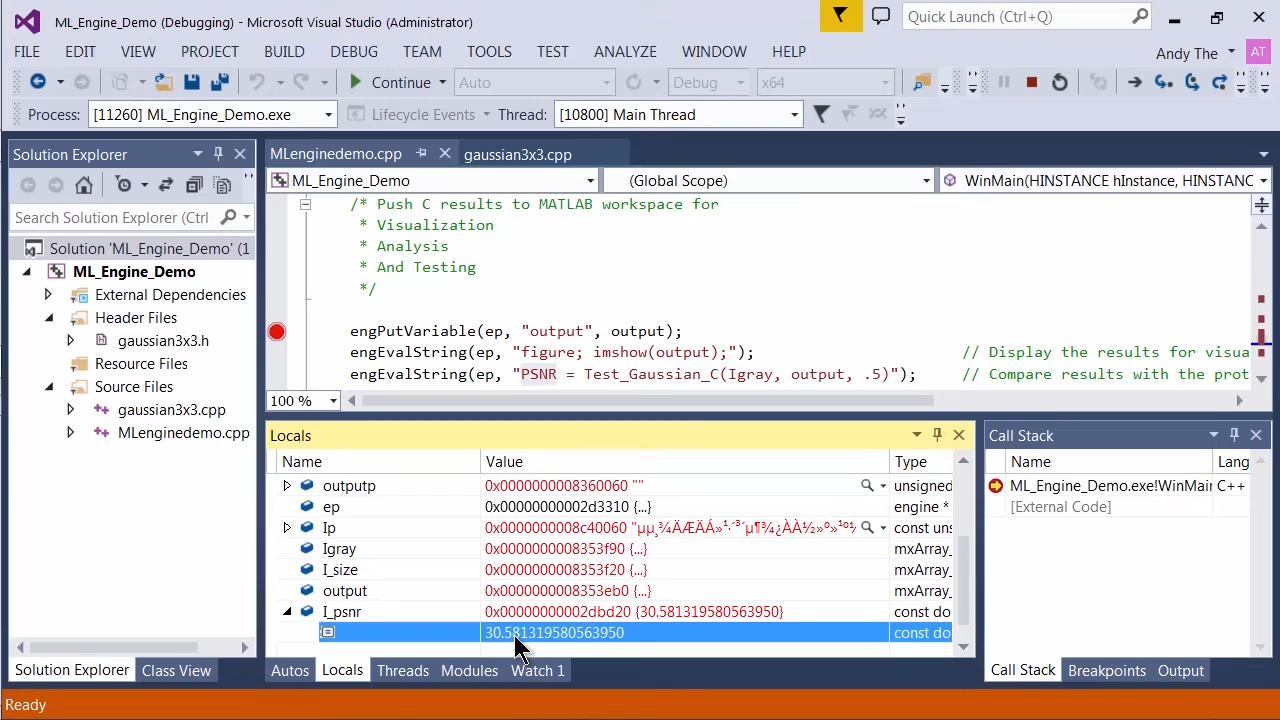 ML_Engine_Demo (Debugging) - Microsoft Visual Studio (Administrator)
Quick Launch (Ctrl+Q)
FILE EDIT VIEW PROJECT BUILD DEBUG TEAM TOOLS TEST ANALYZE WINDOW HELP
Andy The AT
Continue Auto Debug x64
Process: [11260] ML_Engine_Demo.exe Lifecycle Events Thread: [10800] Main Thread
Solution Explorer
Search Solution Explorer (Ctrl
Solution 'ML_Engine_Demo' (1
ML_Engine_Demo
External Dependencies
Header Files
gaussian3x3.h
Resource Files
Source Files
gaussian3x3.cpp
MLenginedemo.cpp
Solution Explorer Class View
MLenginedemo.cpp gaussian3x3.cpp
ML_Engine_Demo (Global Scope) WinMain(HINSTANCE hInstance, HINSTANC
/* Push C results to MATLAB workspace for
* Visualization
* Analysis
* And Testing
*/
engPutVariable(ep, "output", output);
engEvalString(ep, "figure; imshow(output);"); // Display the results for visua
engEvalString(ep, "PSNR = Test_Gaussian_C(Igray, output, .5)"); // Compare results with the prot
100 %
Locals
Name Value Type
outputp 0x0000000008360060 "" unsigned
ep 0x00000000002d3310 {...} engine *
Ip 0x0000000008c40060 const uns
Igray 0x0000000008353f90 {...} mxArray_
I_size 0x0000000008353f20 {...} mxArray_
output 0x0000000008353eb0 {...} mxArray_
I_psnr 0x00000000002dbd20 {30.581319580563950} const do
30.581319580563950 const do
Autos Locals Threads Modules Watch 1
Call Stack
Name Lang
ML_Engine_Demo.exe!WinMain C++
[External Code]
Call Stack Breakpoints Output
Ready